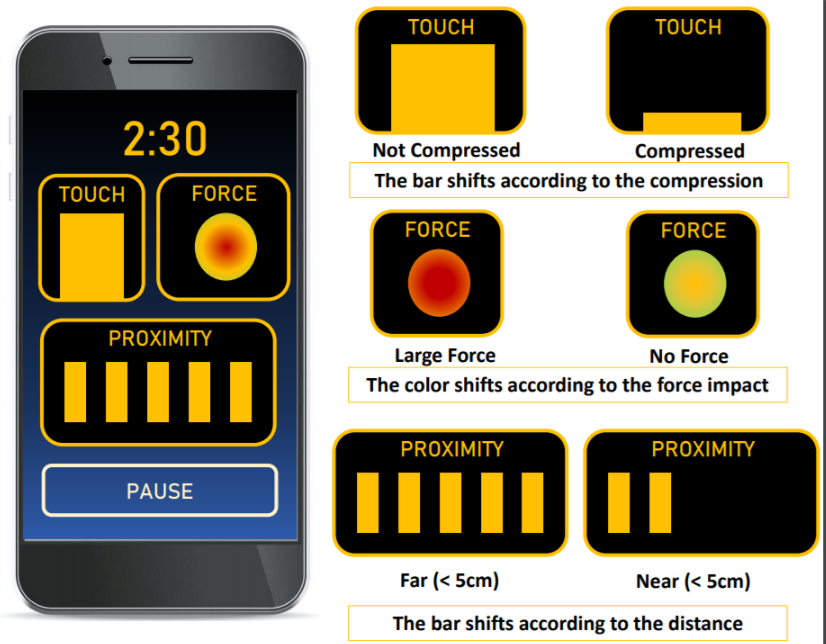 2:30
TOUCH
FORCE
PROXIMITY
PAUSE
TOUCH
TOUCH
Not Compressed
Compressed
The bar shifts according to the compression
FORCE
FORCE
Large Force
No Force
The color shifts according to the force impact
PROXIMITY
PROXIMITY
Far (< 5cm)
Near (< 5cm)
The bar shifts according to the distance